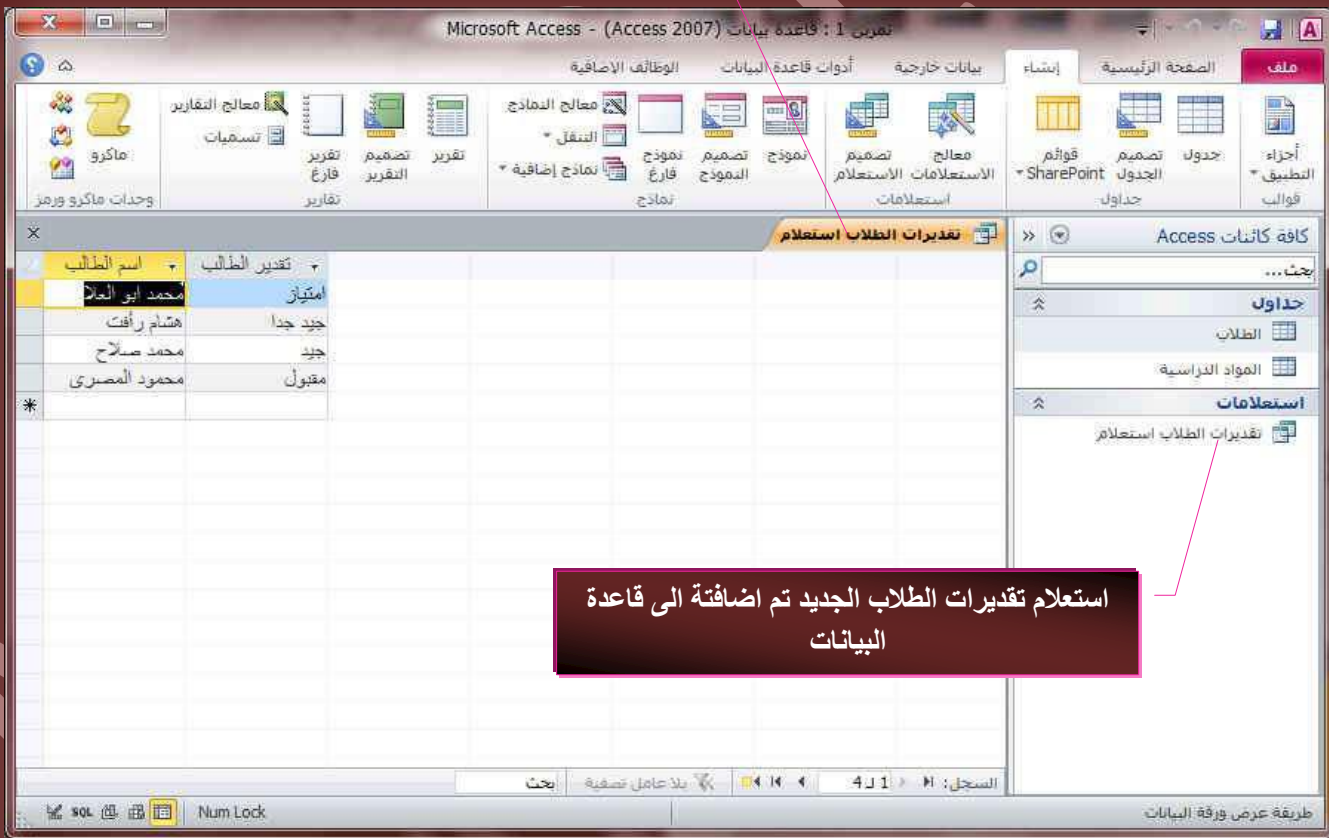 تمرين 1 : قاعدة بيانات (Access 2007) - Microsoft Access
ملف الصفحة الرئيسية إنشاء بيانات خارجية أدوات قاعدة البيانات الوظائف الإضافية
أجزاء التطبيق
قوالب
جدول
تصميم الجدول
قوائم SharePoint
جداول
معالج الاستعلامات
تصميم الاستعلام
استعلامات
نموذج
تصميم النموذج
نموذج فارغ
معالج النماذج
التنقل
نماذج إضافية
نماذج
تقرير
تصميم التقرير
تقرير فارغ
معالج التقارير
تسميات
تقارير
ماكرو
وحدات ماكرو ورمز
كافة كائنات Access
بحث...
جداول
الطلاب
المواد الدراسية
استعلامات
تقديرات الطلاب استعلام
تقديرات الطلاب استعلام
تقدير الطالب اسم الطالب
امتياز محمد ابو العلا
جيد جدا هشام رأفت
جيد محمد صلاح
مقبول محمود المصرى
استعلام تقديرات الطلاب الجديد تم اضافتة الى قاعدة
البيانات
السجل: 1 لـ 4 بلا عامل تصفية بحث
طريقة عرض ورقة البيانات Num Lock SQL